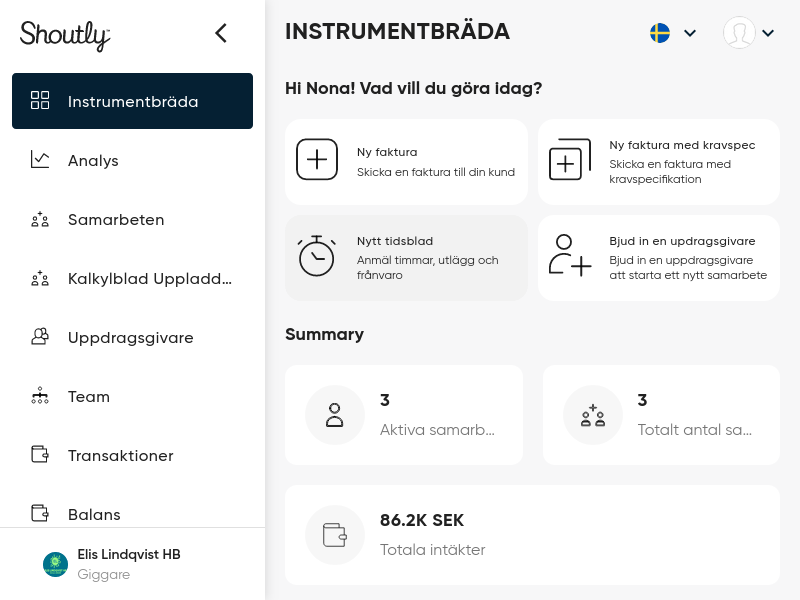 Shoutly
Instrumentbräda
Analys
Samarbeten
Kalkylblad Uppladd...
Uppdragsgivare
Team
Transaktioner
Balans
Elis Lindqvist HB
Giggare
INSTRUMENTBRÄDA
Hi Nona! Vad vill du göra idag?
Ny faktura
Skicka en faktura till din kund
Ny faktura med kravspec
Skicka en faktura med
kravspecifikation
Nytt tidsblad
Anmäl timmar, utlägg och
frånvaro
Bjud in en updragsgivare
Bjud in en uppdragsgivare
att starta ett nytt samarbete
Summary
3
Aktiva samarb...
3
Totalt antal sa...
86.2K SEK
Totala intäkter